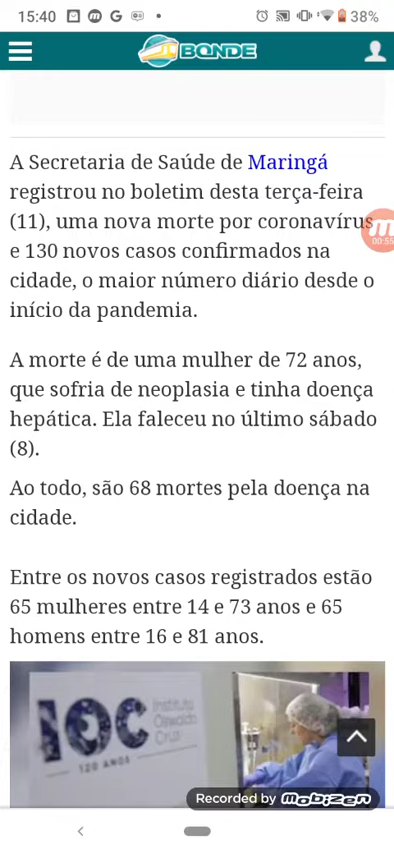 15:40
38%
BONDE
A Secretaria de Saúde de Maringá
registrou no boletim desta terça-feira
(11), uma nova morte por coronavírus
e 130 novos casos confirmados na
cidade, o maior número diário desde o
início da pandemia.
00:55
A morte é de uma mulher de 72 anos,
que sofria de neoplasia e tinha doença
hepática. Ela faleceu no último sábado
(8).
Ao todo, são 68 mortes pela doença na
cidade.
Entre os novos casos registrados estão
65 mulheres entre 14 e 73 anos e 65
homens entre 16 e 81 anos.
IOC
Instituto
Oswaldo
Cruz
120 ANOS
Recorded by Mobizen